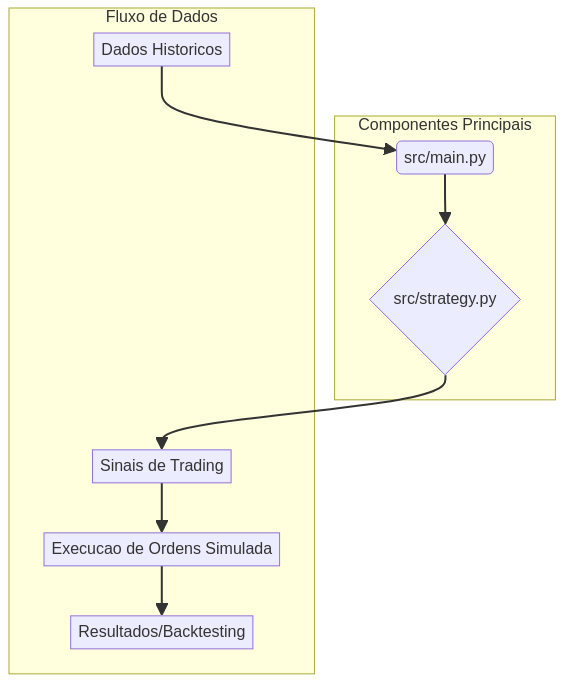 Fluxo de Dados
Dados Historicos
Componentes Principais
src/main.py
src/strategy.py
Sinais de Trading
Execucao de Ordens Simulada
Resultados/Backtesting